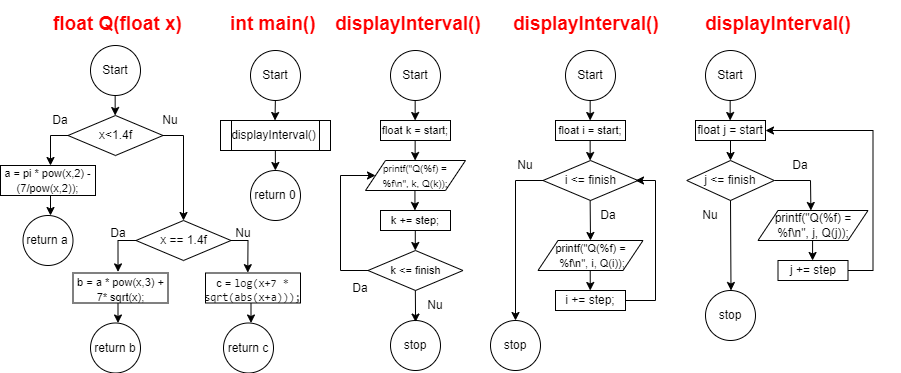 float Q(float x)
int main()
displayInterval()
displayInterval()
displayInterval()
Start
Da
Nu
x<1.4f
a = pi * pow(x,2) -
(7/pow(x,2));
return a
Da
Nu
x == 1.4f
b = a * pow(x,3) +
7* sqrt(x);
c = log(x+7 *
sqrt(abs(x+a)));
return b
return c
Start
displayInterval()
return 0
Start
float k = start;
printf("Q(%f) =
%f\n", k, Q(k));
k += step;
k <= finish
Da
Nu
stop
Start
float i = start;
Nu
i <= finish
Da
printf("Q(%f) =
%f\n", i, Q(i));
i += step;
stop
Start
float j = start
Da
j <= finish
Nu
printf("Q(%f) =
%f\n", j, Q(j));
j += step
stop